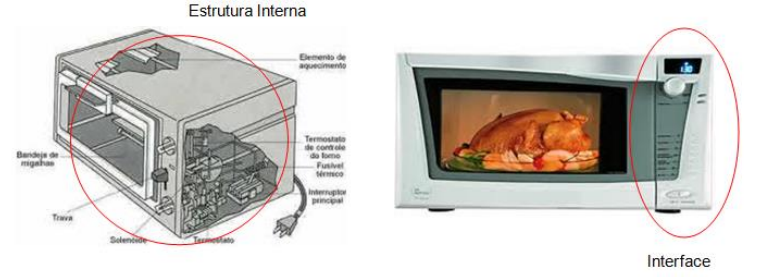 Estrutura Interna
Elemento de
aquecimento
Termostato
de controle
do forno
Fusível
térmico
Interruptor
principal
Bandeja de
migalhas
Trava
Solenóide
Termostato
Interface